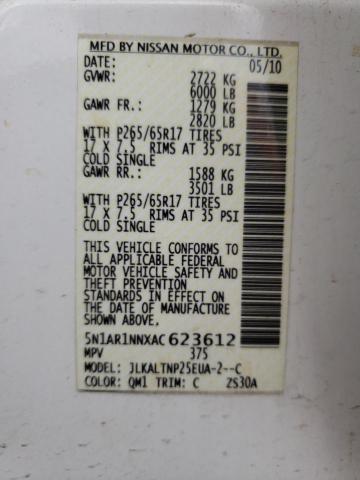 MFD BY NISSAN MOTOR CO., LTD.
DATE: 05/10
GVWR: 2722 KG
6000 LB
GAWR FR.: 1279 KG
2820 LB
WITH P265/65R17 TIRES
17 X 7.5 RIMS AT 35 PSI
COLD SINGLE
GAWR RR.: 1588 KG
3501 LB
WITH P265/65R17 TIRES
17 X 7.5 RIMS AT 35 PSI
COLD SINGLE
THIS VEHICLE CONFORMS TO
ALL APPLICABLE FEDERAL
MOTOR VEHICLE SAFETY AND
THEFT PREVENTION
STANDARDS IN EFFECT ON
THE DATE OF MANUFACTURE
SHOWN ABOVE.
5N1AR1NNXAC623612
MPV 375
MODEL: JLKALTNP25EUA-2--C
COLOR: QM1 TRIM: C ZS30A